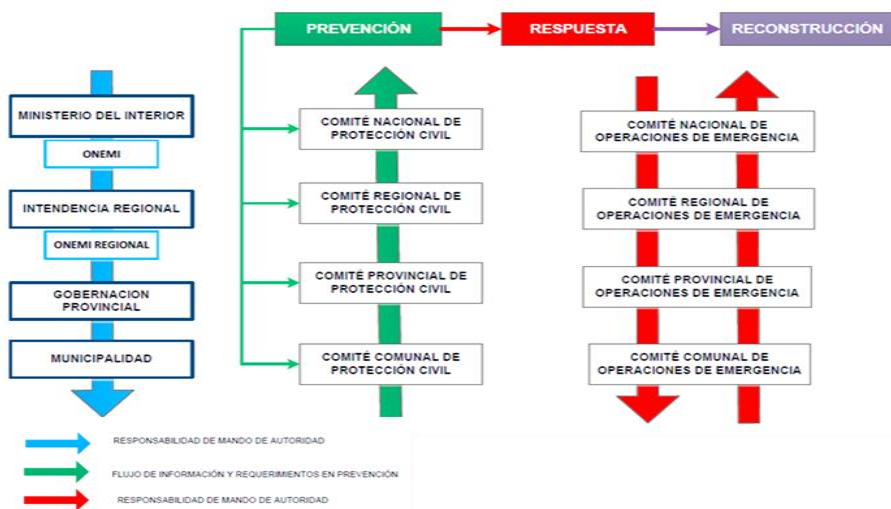 PREVENCIÓN
RESPUESTA
RECONSTRUCCIÓN
MINISTERIO DEL INTERIOR
ONEMI
INTENDENCIA REGIONAL
ONEMI REGIONAL
GOBERNACION
PROVINCIAL
MUNICIPALIDAD
COMITÉ NACIONAL DE
PROTECCIÓN CIVIL
COMITÉ REGIONAL DE
PROTECCIÓN CIVIL
COMITÉ PROVINCIAL DE
PROTECCIÓN CIVIL
COMITÉ COMUNAL DE
PROTECCIÓN CIVIL
COMITÉ NACIONAL DE
OPERACIONES DE EMERGENCIA
COMITÉ REGIONAL DE
OPERACIONES DE EMERGENCIA
COMITÉ PROVINCIAL DE
OPERACIONES DE EMERGENCIA
COMITÉ COMUNAL DE
OPERACIONES DE EMERGENCIA
RESPONSABILIDAD DE MANDO DE AUTORIDAD
FLUJO DE INFORMACIÓN Y REQUERIMIENTOS EN PREVENCIÓN
RESPONSABILIDAD DE MANDO DE AUTORIDAD